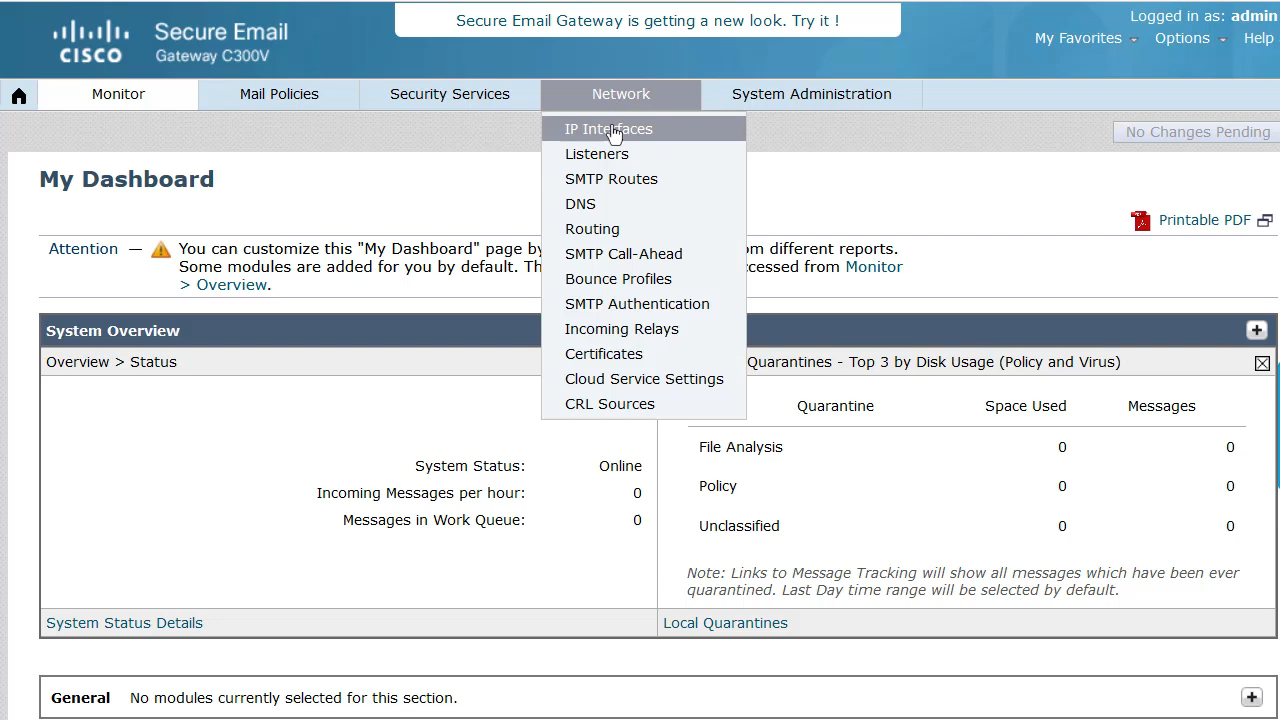 Secure Email Gateway is getting a new look. Try it !
Logged in as: admin
CISCO
Secure Email
Gateway C300V
My Favorites
Options
Help
Monitor
Mail Policies
Security Services
Network
System Administration
IP Interfaces
Listeners
SMTP Routes
DNS
Routing
SMTP Call-Ahead
Bounce Profiles
SMTP Authentication
Incoming Relays
Certificates
Cloud Service Settings
CRL Sources
No Changes Pending
My Dashboard
Printable PDF
Attention — You can customize this "My Dashboard" page by om different reports.
Some modules are added for you by default. Th cessed from Monitor
> Overview.
System Overview
Overview > Status
Quarantines - Top 3 by Disk Usage (Policy and Virus)
System Status: Online
Incoming Messages per hour: 0
Messages in Work Queue: 0
Quarantine Space Used Messages
File Analysis 0 0
Policy 0 0
Unclassified 0 0
Note: Links to Message Tracking will show all messages which have been ever
quarantined. Last Day time range will be selected by default.
System Status Details
Local Quarantines
General No modules currently selected for this section.